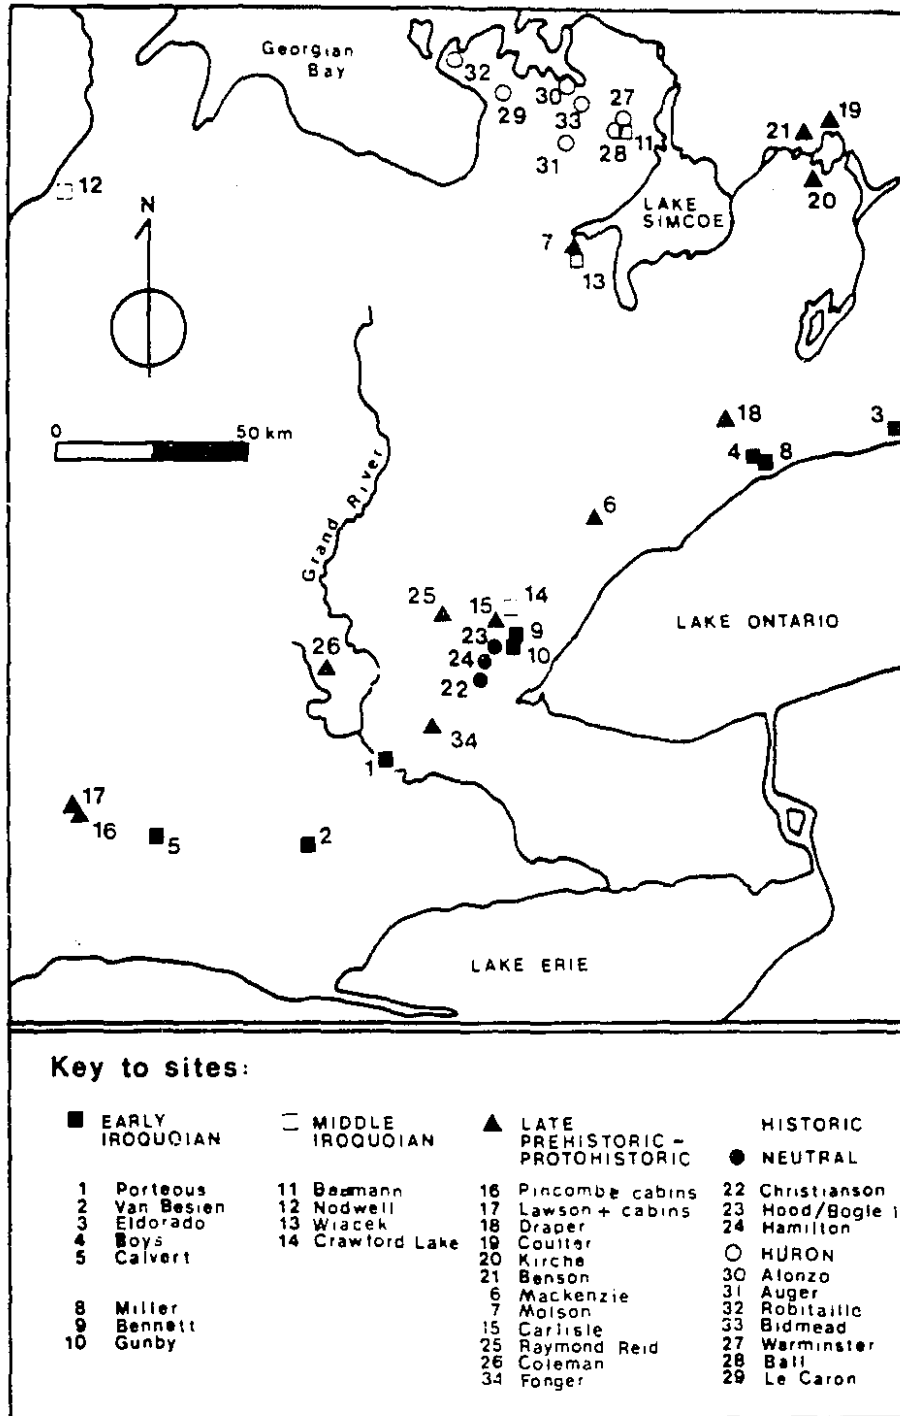 Georgian
Bay
32
29
30
33
27
28
11
31
19
21
20
12
N
LAKE
SIMCOE
7
13
0 50 km
18
3
4
8
Grand River
6
25
15
14
23
9
24
10
26
22
LAKE ONTARIO
34
1
17
16
5
2
LAKE ERIE
Key to sites:
EARLY
IROQUOIAN
1 Porteous
2 Van Besien
3 Eldorado
4 Boys
5 Calvert
8 Miller
9 Bennett
10 Gunby
MIDDLE
IROQUOIAN
11 Baumann
12 Nodwell
13 Wiacek
14 Crawford Lake
LATE
PREHISTORIC –
PROTOHISTORIC
16 Pincombe cabins
17 Lawson + cabins
18 Draper
19 Coulter
20 Kirche
21 Benson
6 Mackenzie
7 Molson
15 Carlisle
25 Raymond Reid
26 Coleman
34 Fonger
HISTORIC
NEUTRAL
22 Christianson
23 Hood/Bogle
24 Hamilton
HURON
30 Alonzo
31 Auger
32 Robitaille
33 Bidmead
27 Warminster
28 Ball
29 Le Caron